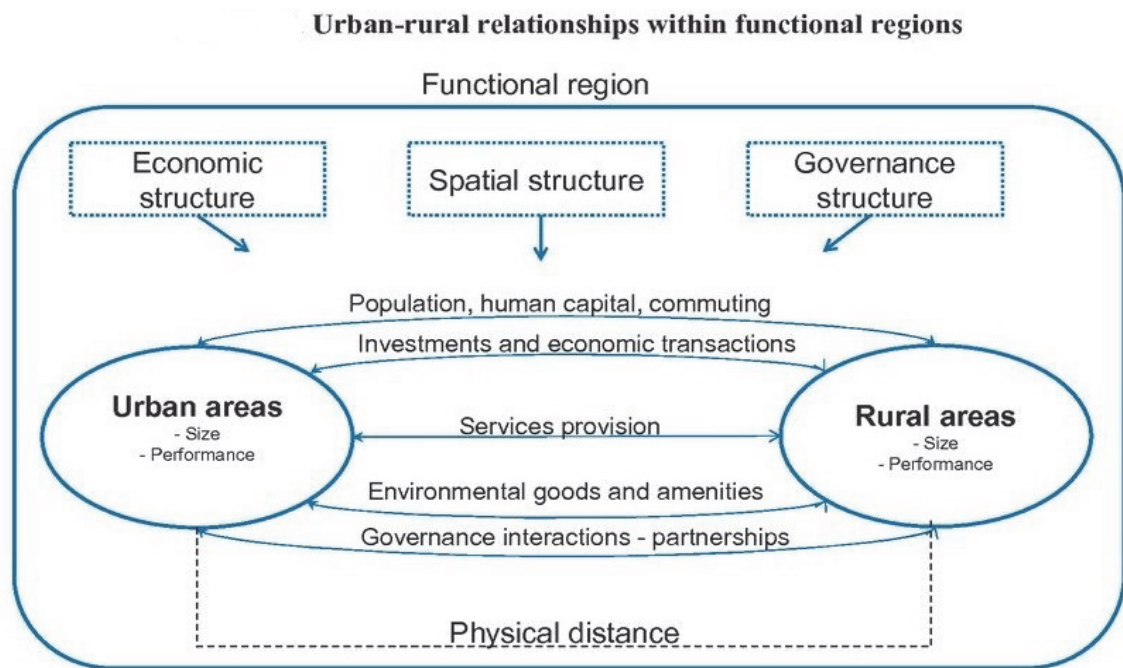 Urban-rural relationships within functional regions
Functional region
Economic
structure
Spatial structure
Governance
structure
Population, human capital, commuting
Investments and economic transactions
Urban areas
- Size
- Performance
Services provision
Rural areas
- Size
- Performance
Environmental goods and amenities
Governance interactions - partnerships
Physical distance